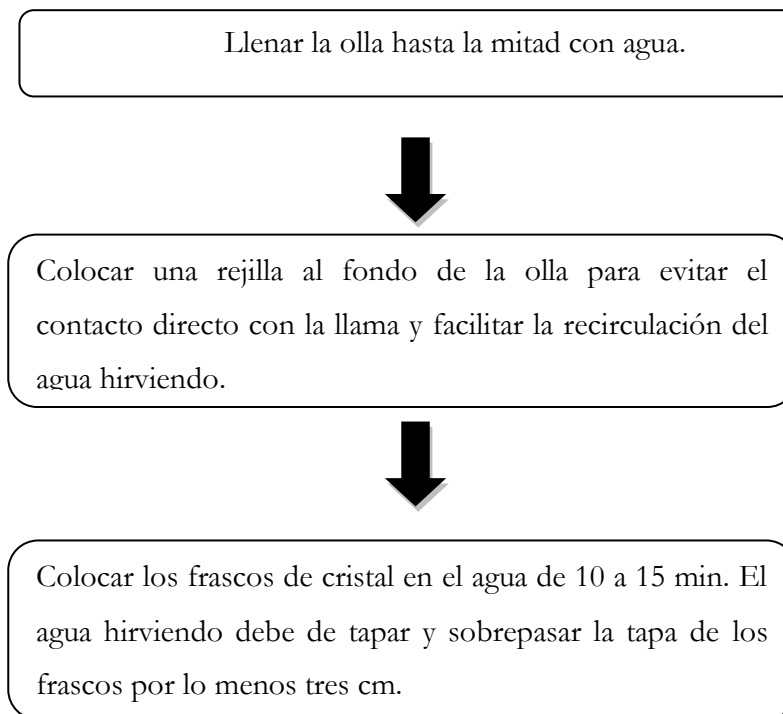 Llenar la olla hasta la mitad con agua.
Colocar una rejilla al fondo de la olla para evitar el
contacto directo con la llama y facilitar la recirculación del
agua hirviendo.
Colocar los frascos de cristal en el agua de 10 a 15 min. El
agua hirviendo debe de tapar y sobrepasar la tapa de los
frascos por lo menos tres cm.